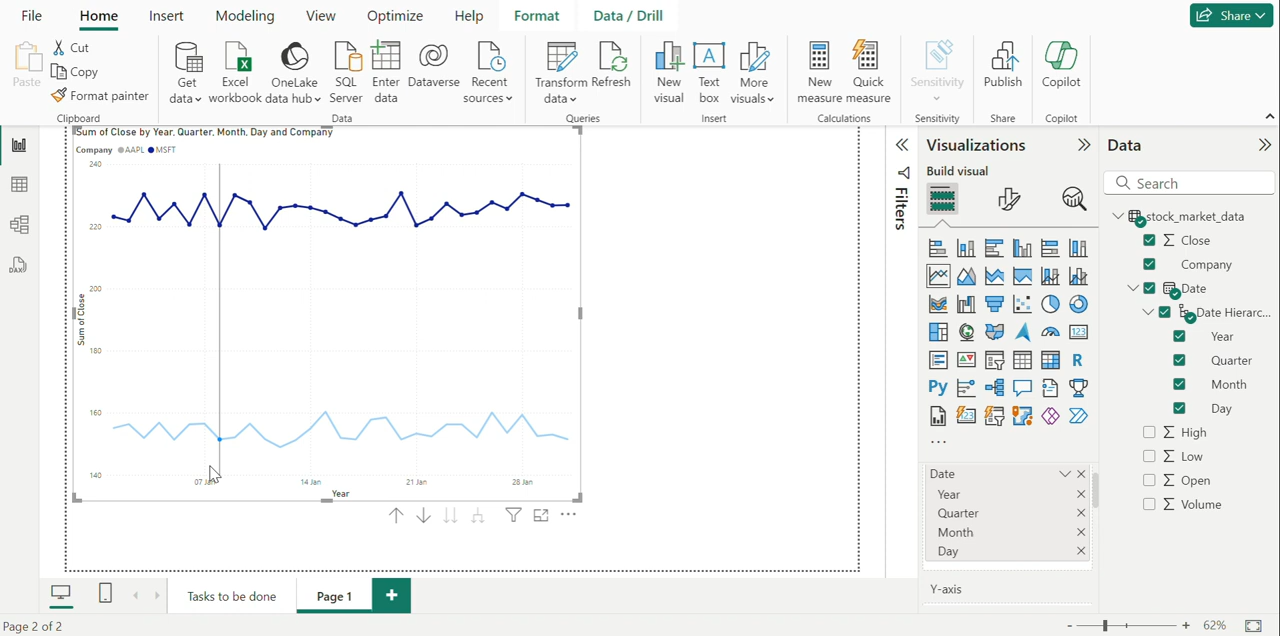 File Home Insert Modeling View Optimize Help Format Data / Drill Share
Paste
Cut
Copy
Format painter
Clipboard
Get data
Excel workbook
OneLake data hub
SQL Server
Enter data
Dataverse
Recent sources
Data
Transform data
Refresh
Queries
New visual
A
Text box
More visuals
Insert
New measure
Quick measure
Calculations
Sensitivity
Sensitivity
Publish
Share
Copilot
Copilot
DAX
Sum of Close by Year, Quarter, Month, Day and Company
Company AAPL MSFT
240
220
200
180
160
140
Sum of Close
07 Jan 14 Jan 21 Jan 28 Jan
Year
Filters
Visualizations
Build visual
123
R
Py
123
...
Date
Year
Quarter
Month
Day
Y-axis
Data
Search
stock_market_data
Σ Close
Company
Date
Date Hierarc...
Year
Quarter
Month
Day
Σ High
Σ Low
Σ Open
Σ Volume
Tasks to be done Page 1 +
Page 2 of 2
- + 62%